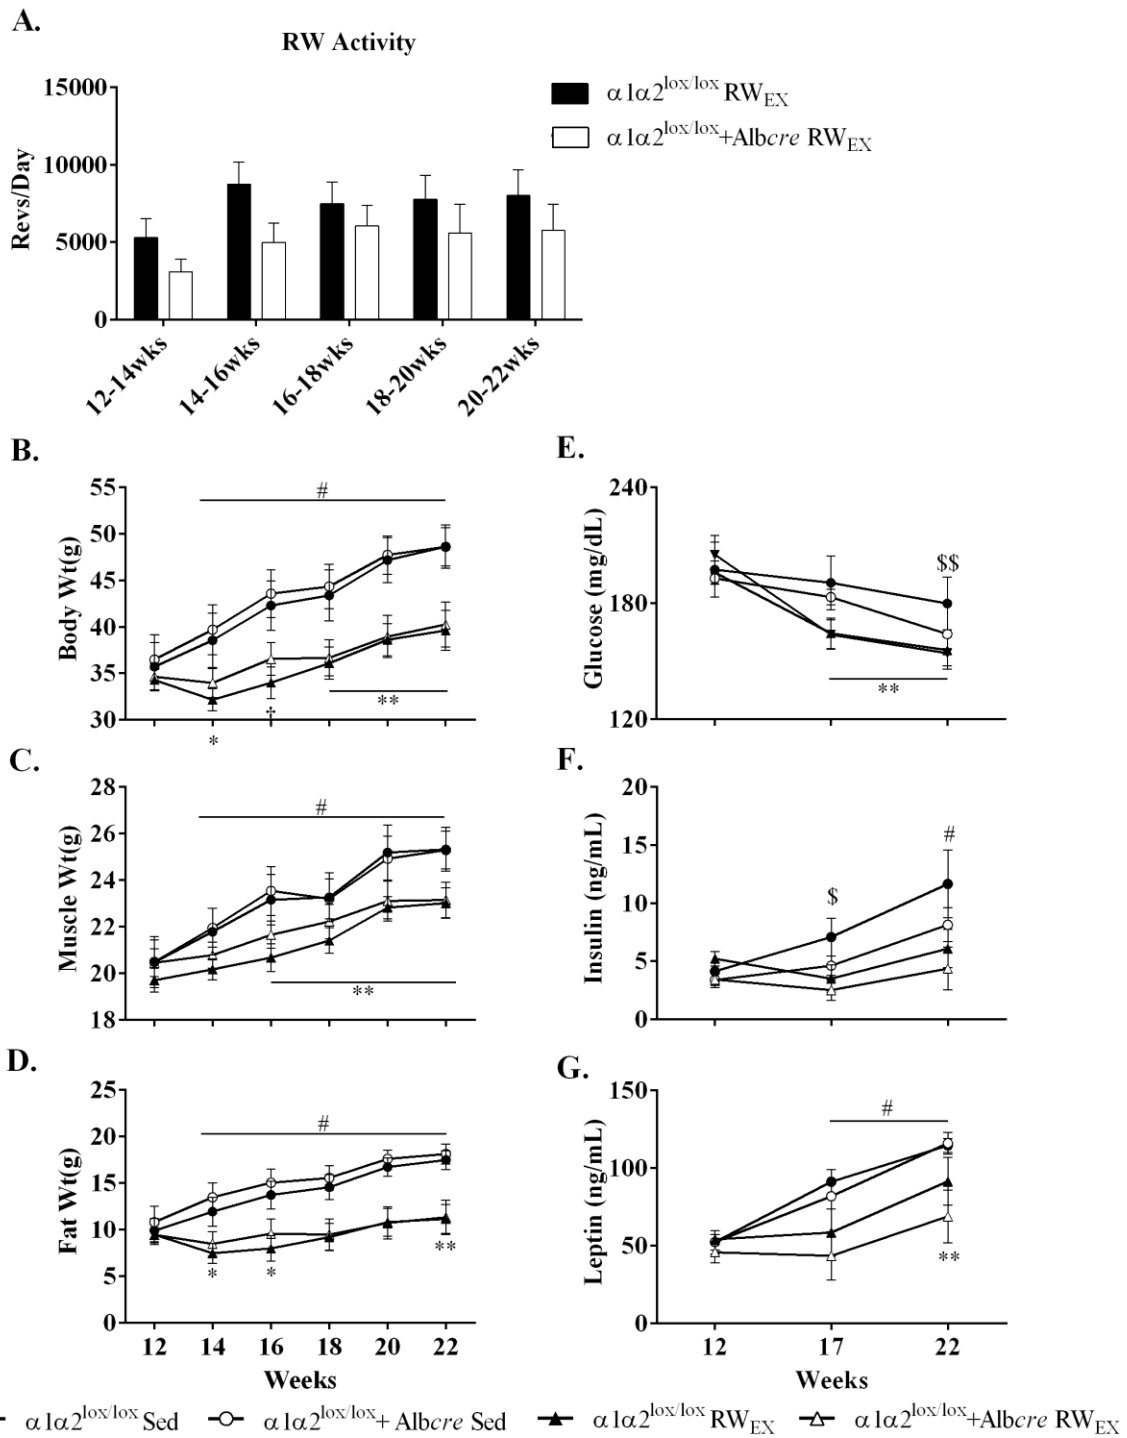 A.
RW Activity
15000
10000
5000
0
Revs/Day
12-14wks
14-16wks
16-18wks
18-20wks
20-22wks
α1α2lox/lox RWEX
α1α2lox/lox+Albcre RWEX
B.
55
50
45
40
35
30
Body Wt(g)
#
**
*
†
C.
28
26
24
22
20
18
Muscle Wt(g)
#
**
D.
25
20
15
10
5
0
Fat Wt(g)
#
*
*
**
12 14 16 18 20 22
Weeks
E.
240
180
120
Glucose (mg/dL)
$$
**
F.
20
15
10
5
0
Insulin (ng/mL)
$
#
G.
150
100
50
0
Leptin (ng/mL)
#
**
12 17 22
Weeks
α1α2lox/lox Sed α1α2lox/lox+ Albcre Sed α1α2lox/lox RWEX α1α2lox/lox+Albcre RWEX